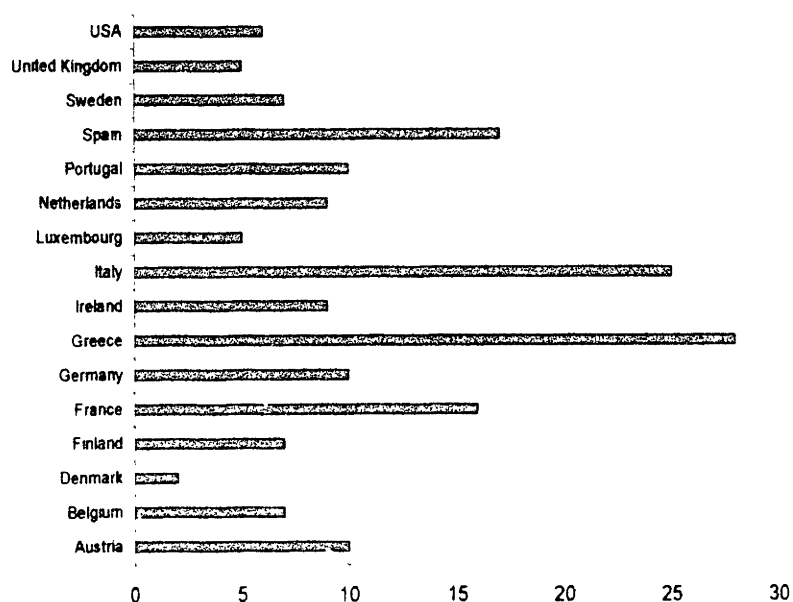 USA
United Kingdom
Sweden
Spain
Portugal
Netherlands
Luxembourg
Italy
Ireland
Greece
Germany
France
Finland
Denmark
Belgium
Austria
0 5 10 15 20 25 30